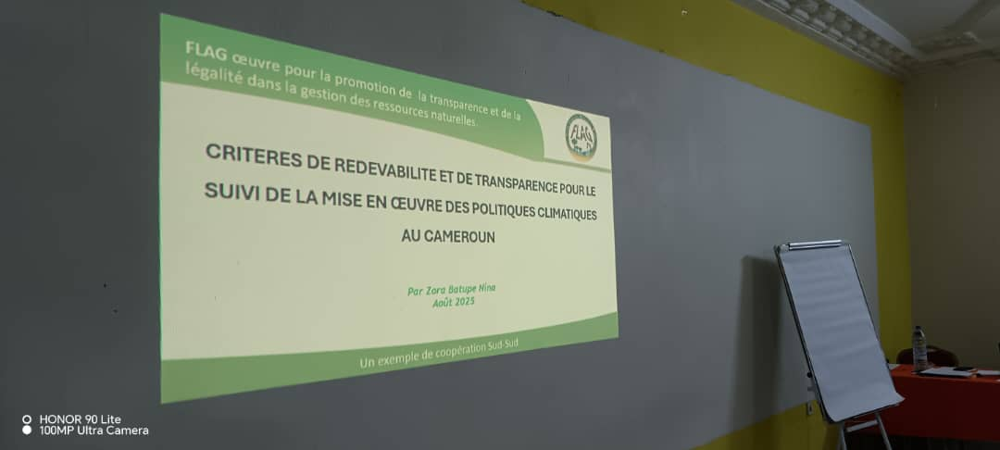 FLAG œuvre pour la promotion de la transparence et de la
légalité dans la gestion des ressources naturelles.
FLAG
CRITERES DE REDEVABILITE ET DE TRANSPARENCE POUR LE
SUIVI DE LA MISE EN ŒUVRE DES POLITIQUES CLIMATIQUES
AU CAMEROUN
Par Zora Batupe Nina
Août 2025
Un exemple de coopération Sud-Sud
HONOR 90 Lite
100MP Ultra Camera